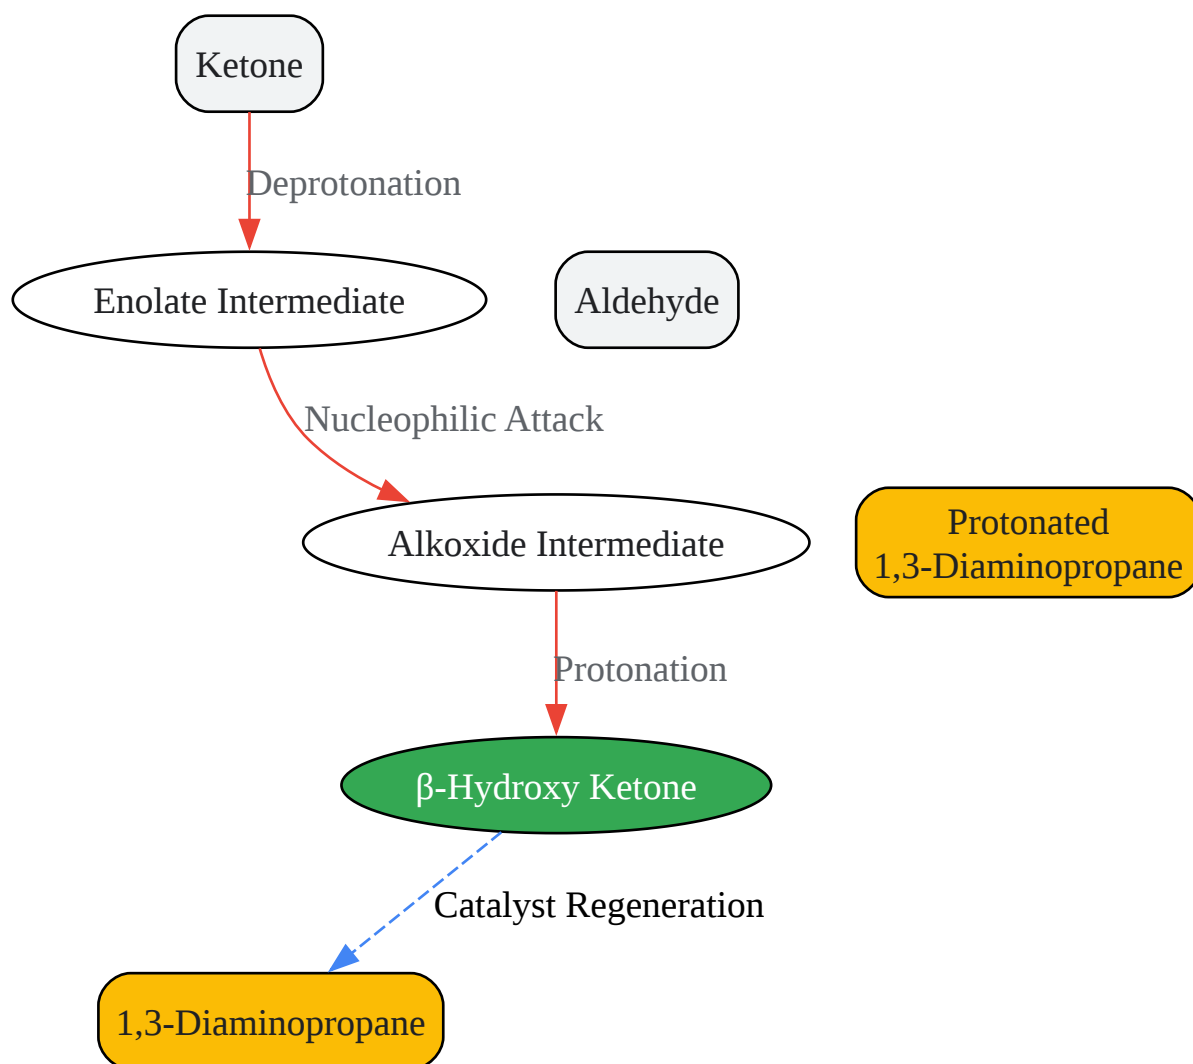 Ketone
Deprotonation
Enolate Intermediate
Aldehyde
Nucleophilic Attack
Alkoxide Intermediate
Protonated
1,3-Diaminopropane
Protonation
β-Hydroxy Ketone
Catalyst Regeneration
1,3-Diaminopropane